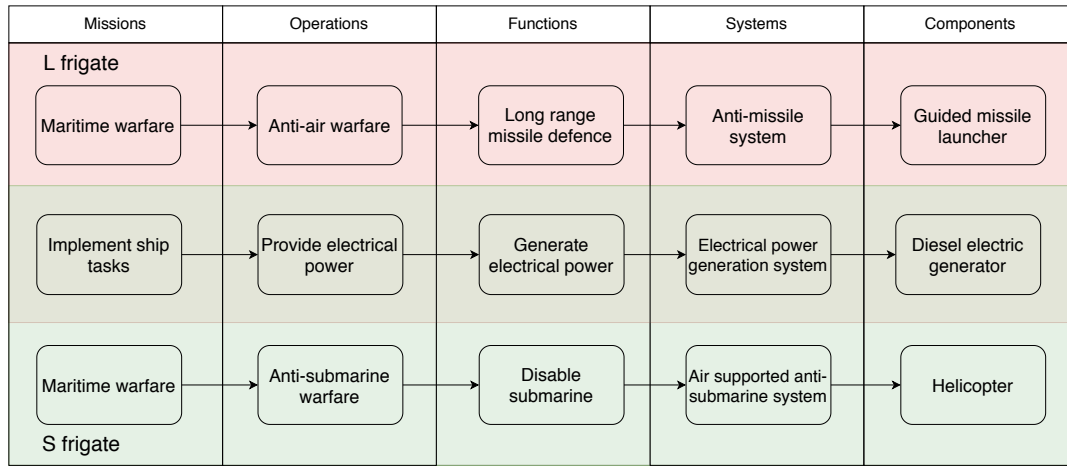 Missions
Operations
Functions
Systems
Components
L frigate
Maritime warfare
Anti-air warfare
Long range
missile defence
Anti-missile
system
Guided missile
launcher
Implement ship
tasks
Provide electrical
power
Generate
electrical power
Electrical power
generation system
Diesel electric
generator
Maritime warfare
Anti-submarine
warfare
Disable
submarine
Air supported anti-
submarine system
Helicopter
S frigate